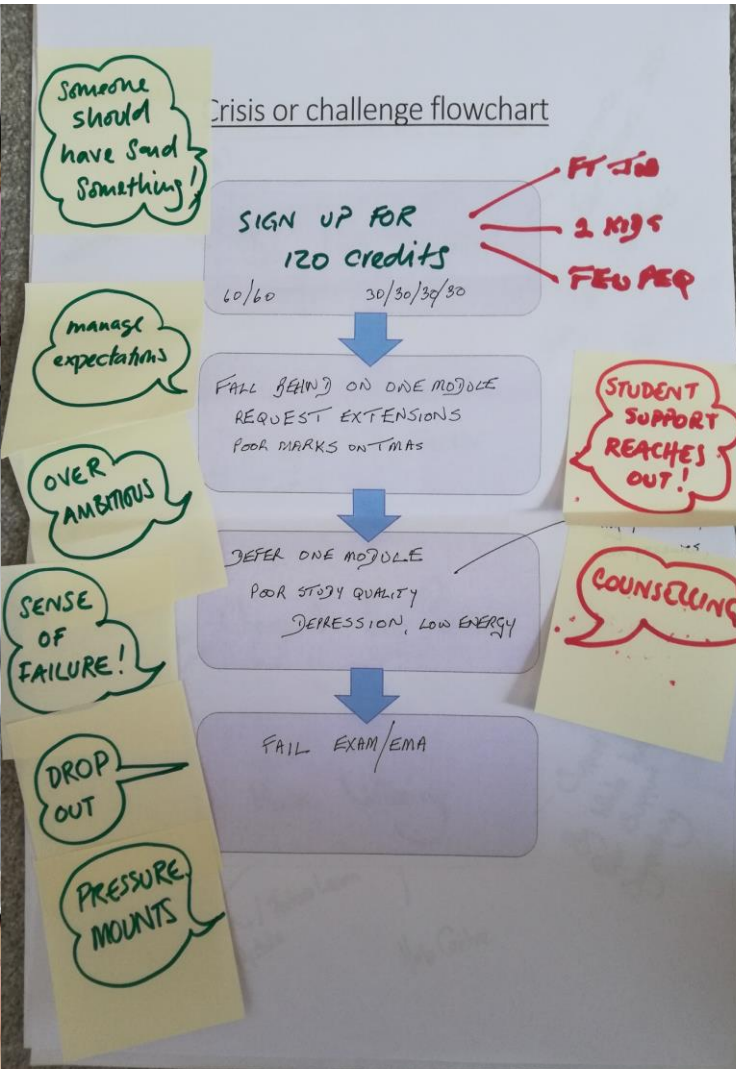 Someone
should
have said
something!
Crisis or challenge flowchart
SIGN UP FOR
120 credits
60/60 30/30/30/30
FT JOB
2 KIDS
FEW PEQ
manage
expectations
FALL BEHIND ON ONE MODULE
REQUEST EXTENSIONS
POOR MARKS ON TMAS
STUDENT
SUPPORT
REACHES
OUT!
OVER
AMBITIOUS
DEFER ONE MODULE
POOR STUDY QUALITY
DEPRESSION, LOW ENERGY
COUNSELLING
SENSE
OF
FAILURE!
FAIL EXAM/EMA
DROP
OUT
PRESSURE
MOUNTS